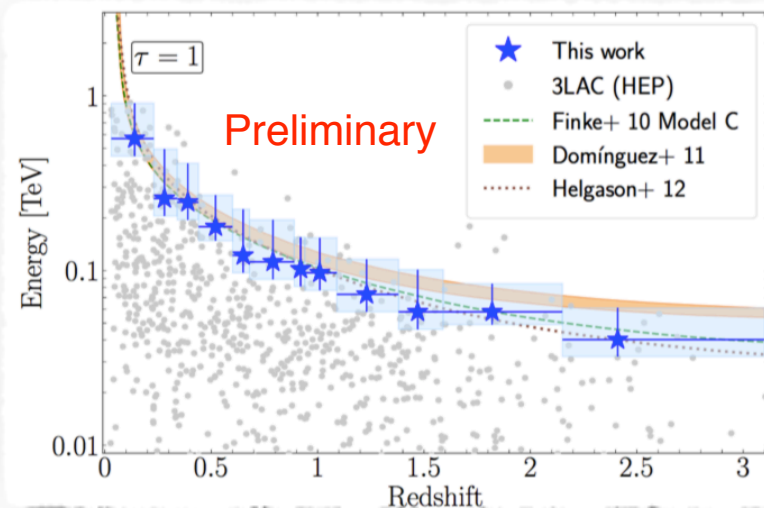 τ = 1
Preliminary
This work
3LAC (HEP)
Finke+ 10 Model C
Domínguez+ 11
Helgason+ 12
Energy [TeV]
1
0.1
0.01
0 0.5 1 1.5 2 2.5 3
Redshift